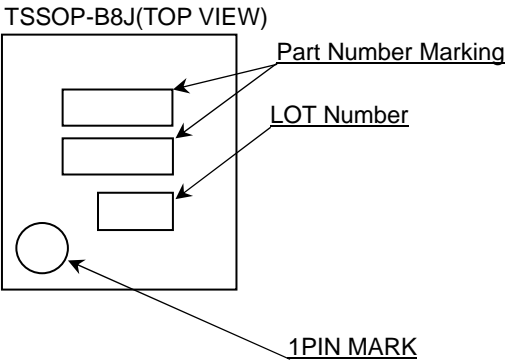 TSSOP-B8J(TOP VIEW)
Part Number Marking
LOT Number
1PIN MARK